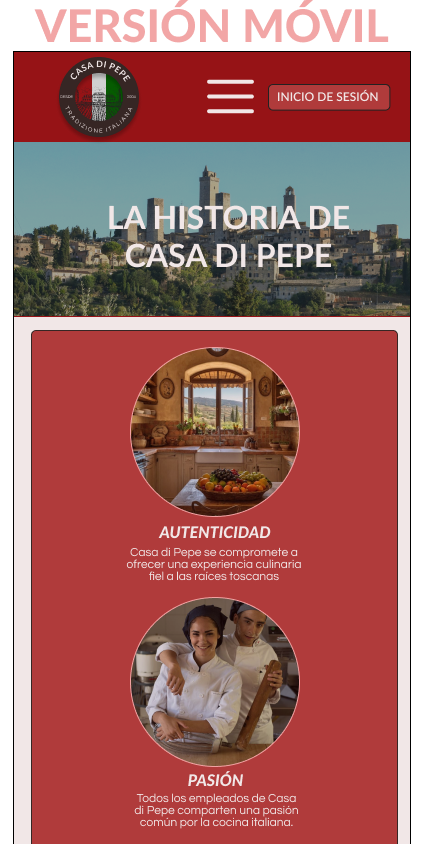 VERSIÓN MÓVIL
CASA DI PEPE
DESDE 2004
TRADIZIONE ITALIANA
INICIO DE SESIÓN
LA HISTORIA DE
CASA DI PEPE
AUTENTICIDAD
Casa di Pepe se compromete a
ofrecer una experiencia culinaria
fiel a las raíces toscanas
PASIÓN
Todos los empleados de Casa
di Pepe comparten una pasión
común por la cocina italiana.